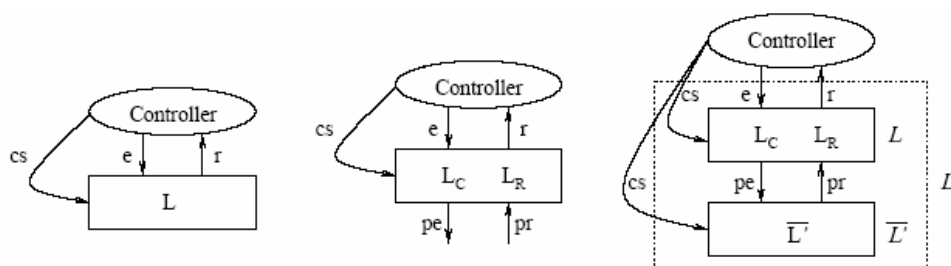 Controller
cs
e
r
L
Controller
cs
e
r
L_C
L_R
pe
pr
Controller
cs
e
r
L_C
L_R
L
cs
pe
pr
L̅'̅
L̅'̅